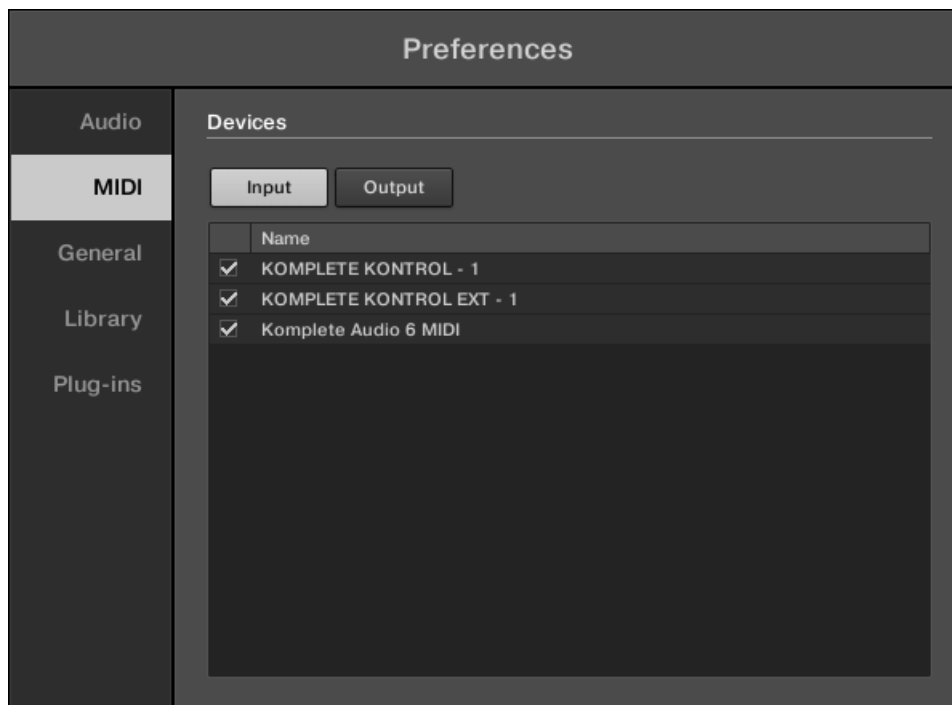 Preferences
Audio
MIDI
General
Library
Plug-ins
Devices
Input Output
Name
KOMPLETE KONTROL - 1
KOMPLETE KONTROL EXT - 1
Komplete Audio 6 MIDI